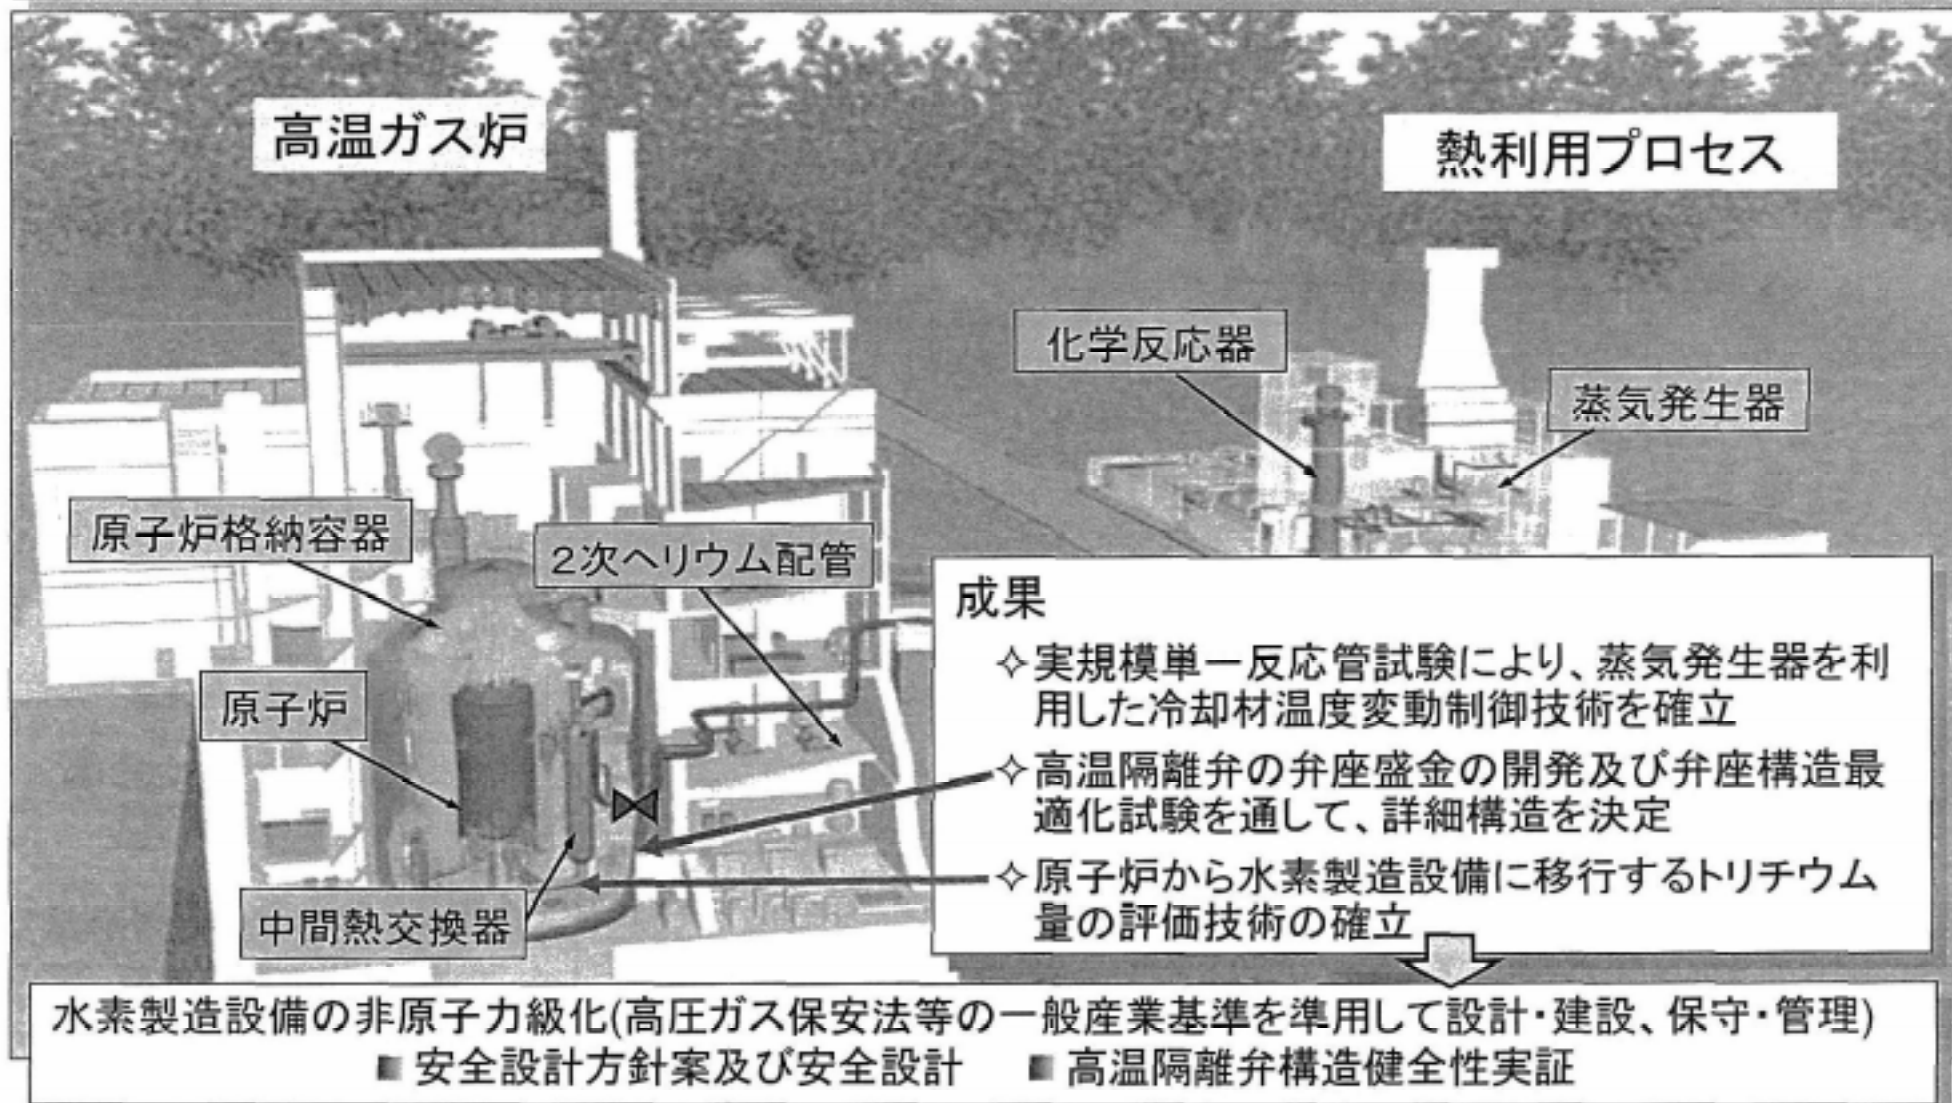 高温ガス炉
熱利用プロセス
化学反応器
蒸気発生器
原子炉格納容器
2次ヘリウム配管
原子炉
中間熱交換器
成果
✧実規模単一反応管試験により、蒸気発生器を利
用した冷却材温度変動制御技術を確立
✧高温隔離弁の弁座盛金の開発及び弁座構造最
適化試験を通して、詳細構造を決定
✧原子炉から水素製造設備に移行するトリチウム
量の評価技術の確立
水素製造設備の非原子力級化(高圧ガス保安法等の一般産業基準を準用して設計・建設、保守・管理)
■ 安全設計方針案及び安全設計 ■ 高温隔離弁構造健全性実証